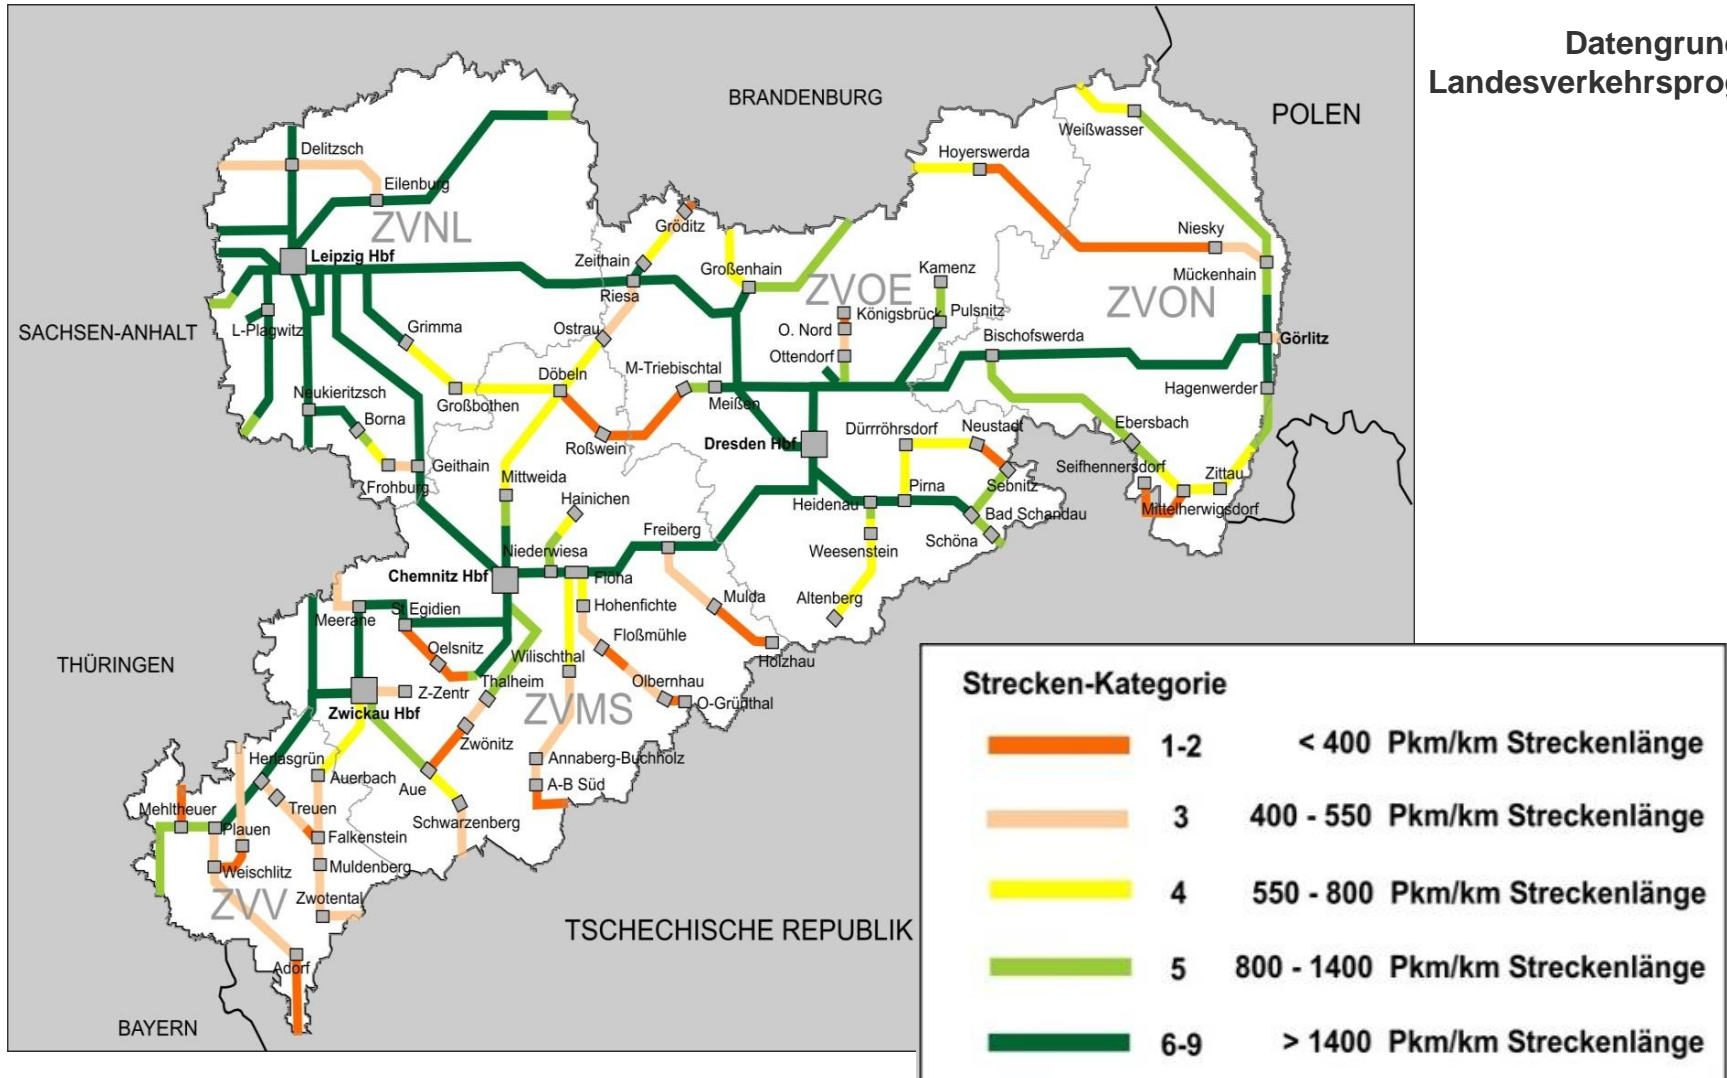 Datengrun
Landesverkehrsprog
BRANDENBURG
POLEN
SACHSEN-ANHALT
THÜRINGEN
BAYERN
TSCHECHISCHE REPUBLIK
ZVNL
ZVOE
ZVON
ZVMS
ZVV
Delitzsch
Eilenburg
Leipzig Hbf
L-Plagwitz
Grimma
Großbothen
Neukieritzsch
Borna
Geithain
Frohburg
Gröditz
Zeithain
Riesa
Ostrau
Döbeln
Roßwein
M-Triebischtal
Meißen
Großenhain
Königsbrück
O. Nord
Ottendorf
Kamenz
Pulsnitz
Hoyerswerda
Weißwasser
Niesky
Mückenhain
Bischofswerda
Görlitz
Hagenwerder
Ebersbach
Seifhennersdorf
Zittau
Mittelherwigsdorf
Dresden Hbf
Dürrröhrsdorf
Neustadt
Sebnitz
Pirna
Heidenau
Bad Schandau
Schöna
Weesenstein
Altenberg
Mittweida
Hainichen
Niederwiesa
Freiberg
Chemnitz Hbf
Flöha
Hohenfichte
Mulda
Holzhau
Floßmühle
Olbernhau
O-Grünthal
Wilischthal
Meerane
St Egidien
Oelsnitz
Thalheim
Z-Zentr
Zwickau Hbf
Zwönitz
Annaberg-Buchholz
A-B Süd
Aue
Schwarzenberg
Herlasgrün
Auerbach
Treuen
Mehltheuer
Plauen
Falkenstein
Weischlitz
Muldenberg
Zwotental
Adorf
Strecken-Kategorie
1-2 < 400 Pkm/km Streckenlänge
3 400 - 550 Pkm/km Streckenlänge
4 550 - 800 Pkm/km Streckenlänge
5 800 - 1400 Pkm/km Streckenlänge
6-9 > 1400 Pkm/km Streckenlänge